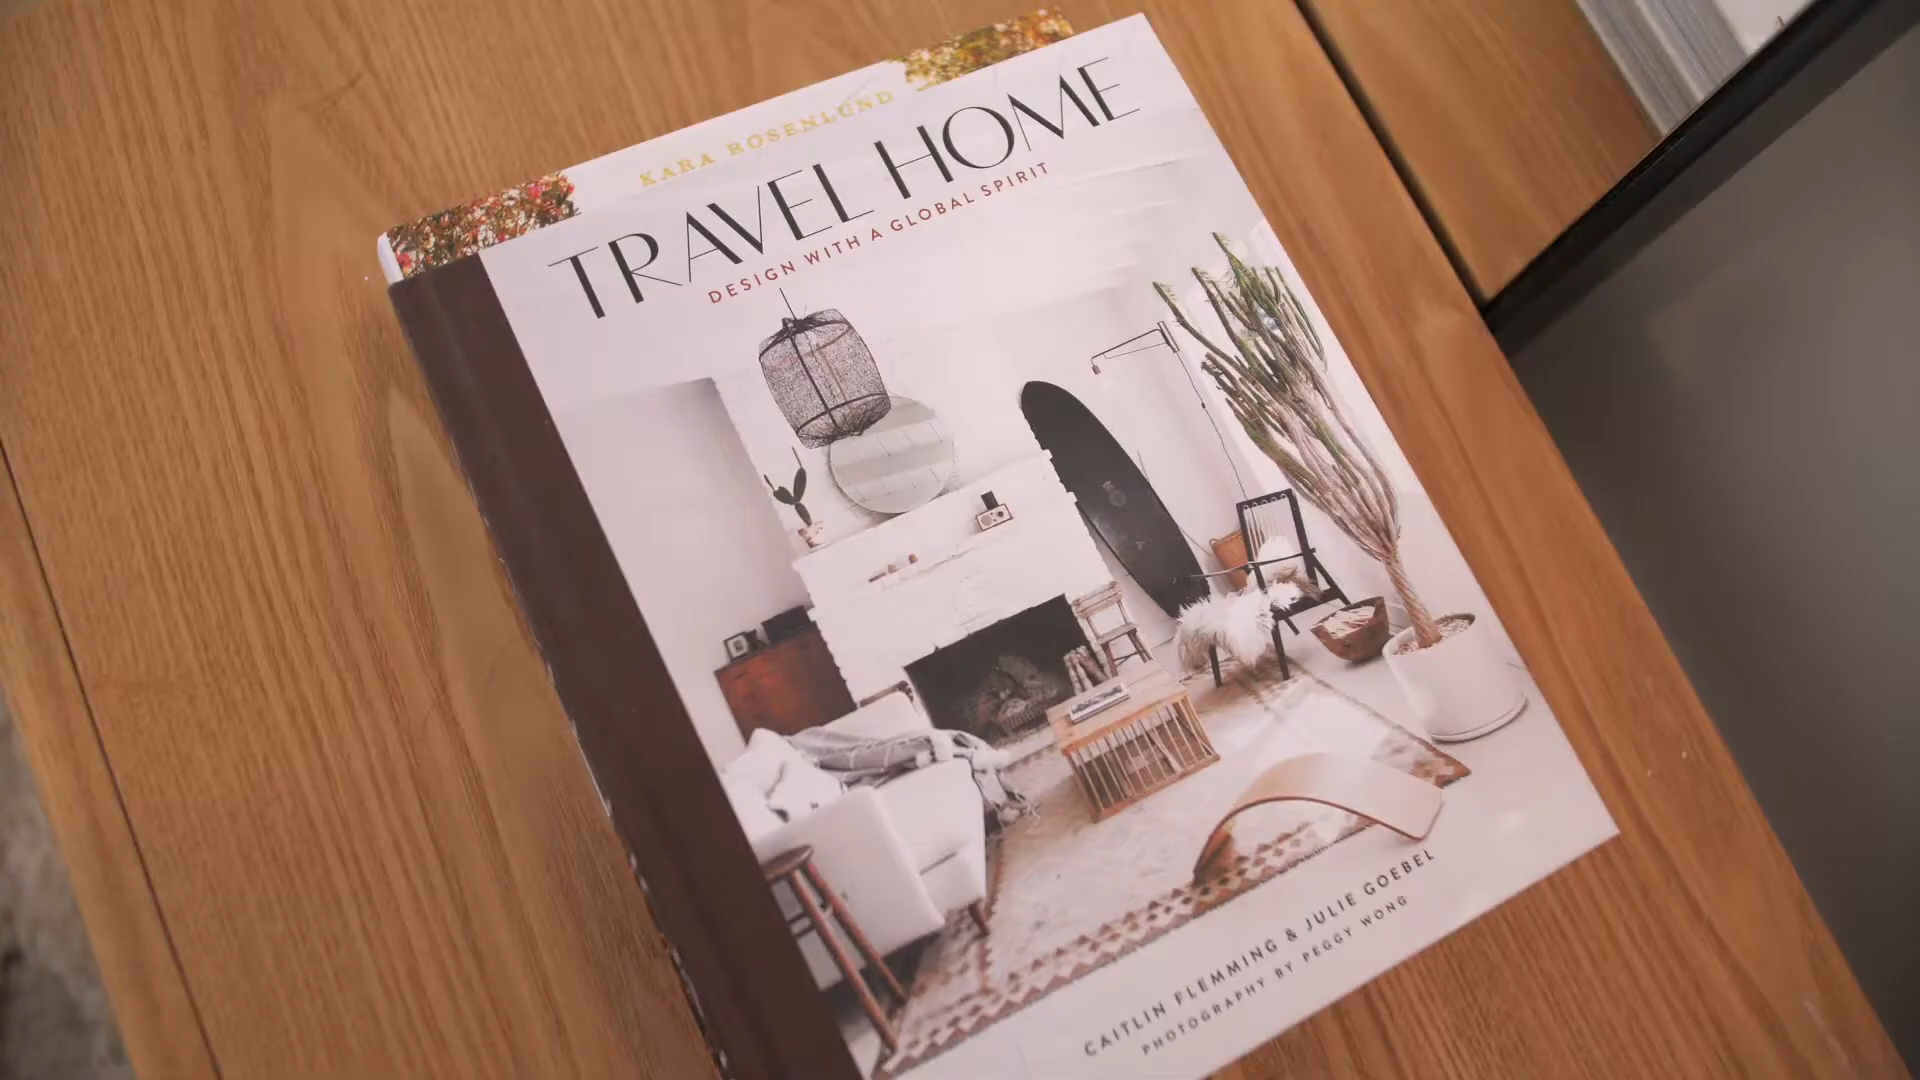 KARA ROSENLUND
TRAVEL HOME
DESIGN WITH A GLOBAL SPIRIT
CAITLIN FLEMMING & JULIE GOEBEL
PHOTOGRAPHY BY PEGGY WONG